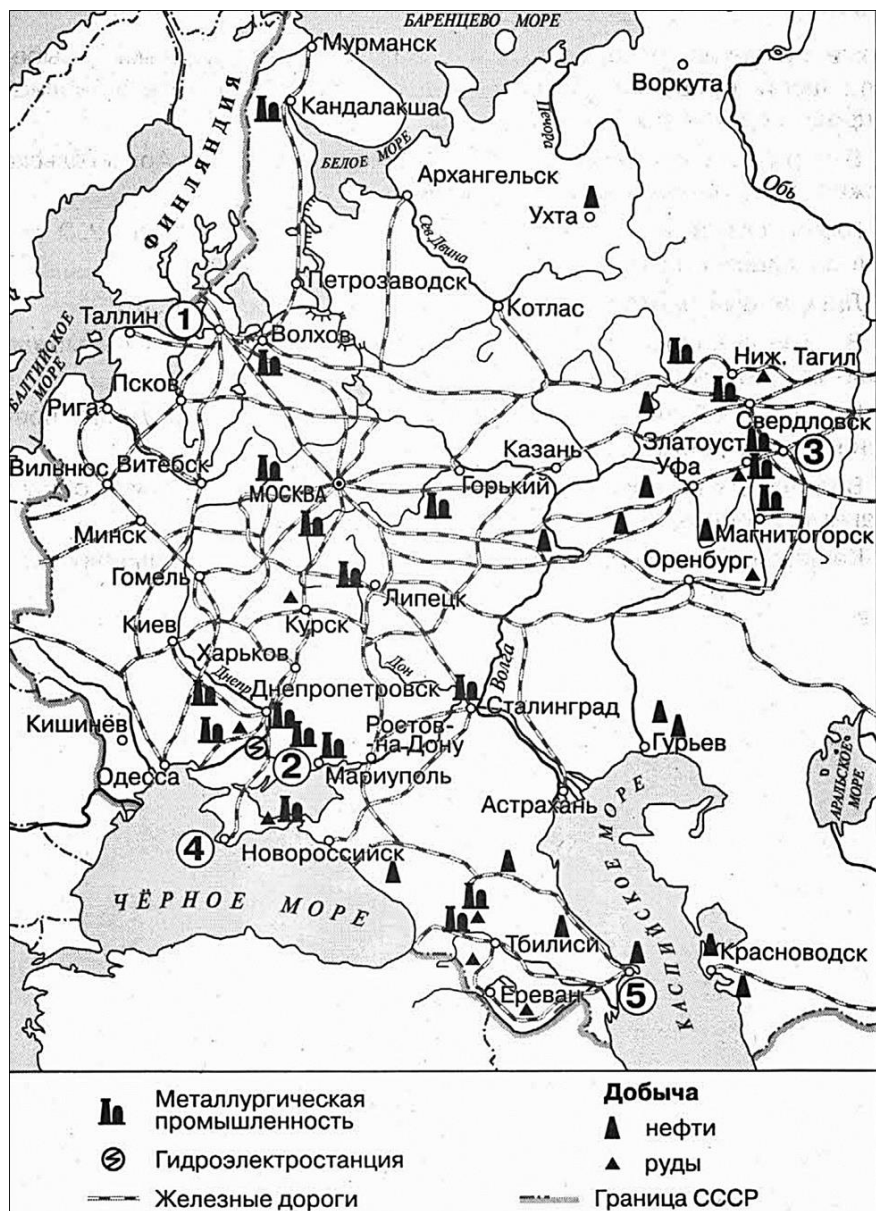 БАРЕНЦЕВО МОРЕ
Мурманск
Воркута
Кандалакша
Печора
ФИНЛЯНДИЯ
БЕЛОЕ МОРЕ
Архангельск
Обь
Ухта
Сев. Двина
Петрозаводск
Котлас
Таллин
1
Волхов
БАЛТИЙСКОЕ МОРЕ
Ниж. Тагил
Псков
Рига
Свердловск
Казань
Златоуст
3
Вильнюс
Витебск
МОСКВА
Горький
Уфа
Минск
Магнитогорск
Оренбург
Гомель
Липецк
Киев
Курск
Харьков
Дон
Волга
Днепр
Днепропетровск
Сталинград
Кишинёв
Ростов-
-на-Дону
Гурьев
2
Одесса
Мариуполь
Астрахань
АРАЛЬСКОЕ МОРЕ
4
Новороссийск
ЧЁРНОЕ МОРЕ
КАСПИЙСКОЕ МОРЕ
Тбилиси
Красноводск
Ереван
5
Металлургическая
промышленность
Гидроэлектростанция
Железные дороги
Добыча
нефти
руды
Граница СССР